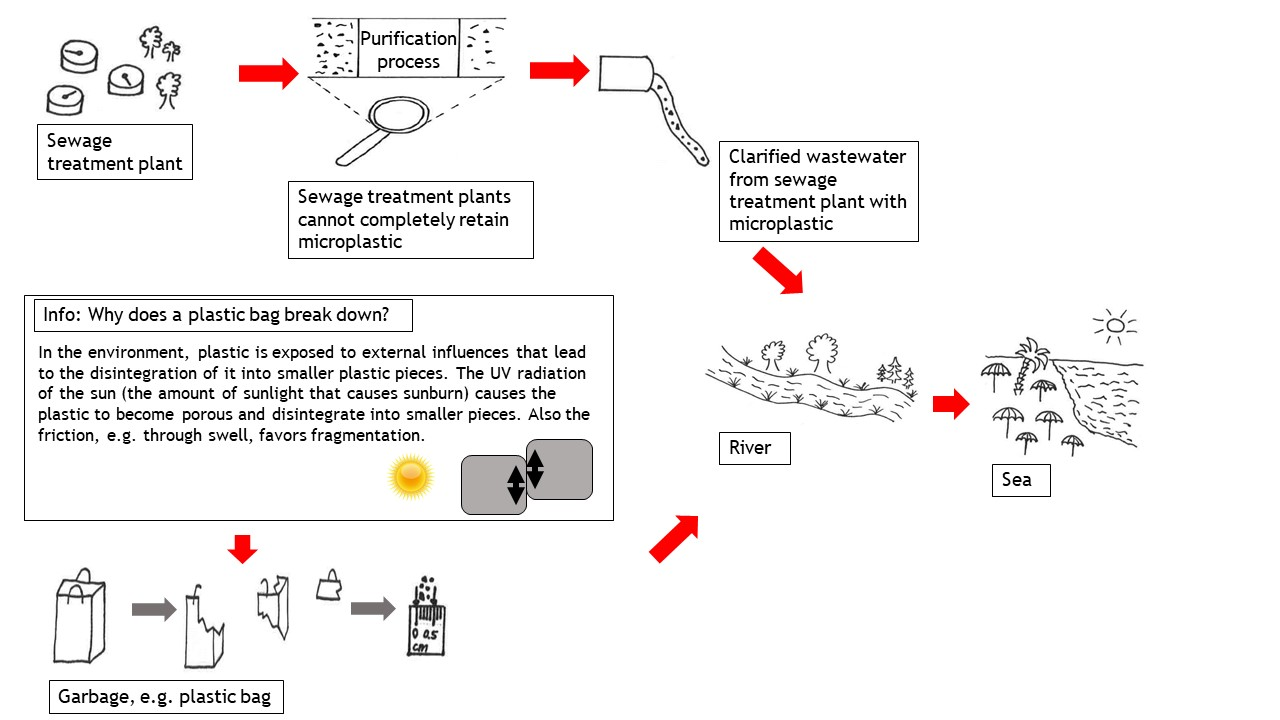 Purification
process
Sewage
treatment plant
Sewage treatment plants
cannot completely retain
microplastic
Clarified wastewater
from sewage
treatment plant with
microplastic
Info: Why does a plastic bag break down?
In the environment, plastic is exposed to external influences that lead
to the disintegration of it into smaller plastic pieces. The UV radiation
of the sun (the amount of sunlight that causes sunburn) causes the
plastic to become porous and disintegrate into smaller pieces. Also the
friction, e.g. through swell, favors fragmentation.
River
Sea
0 0,5
cm
Garbage, e.g. plastic bag